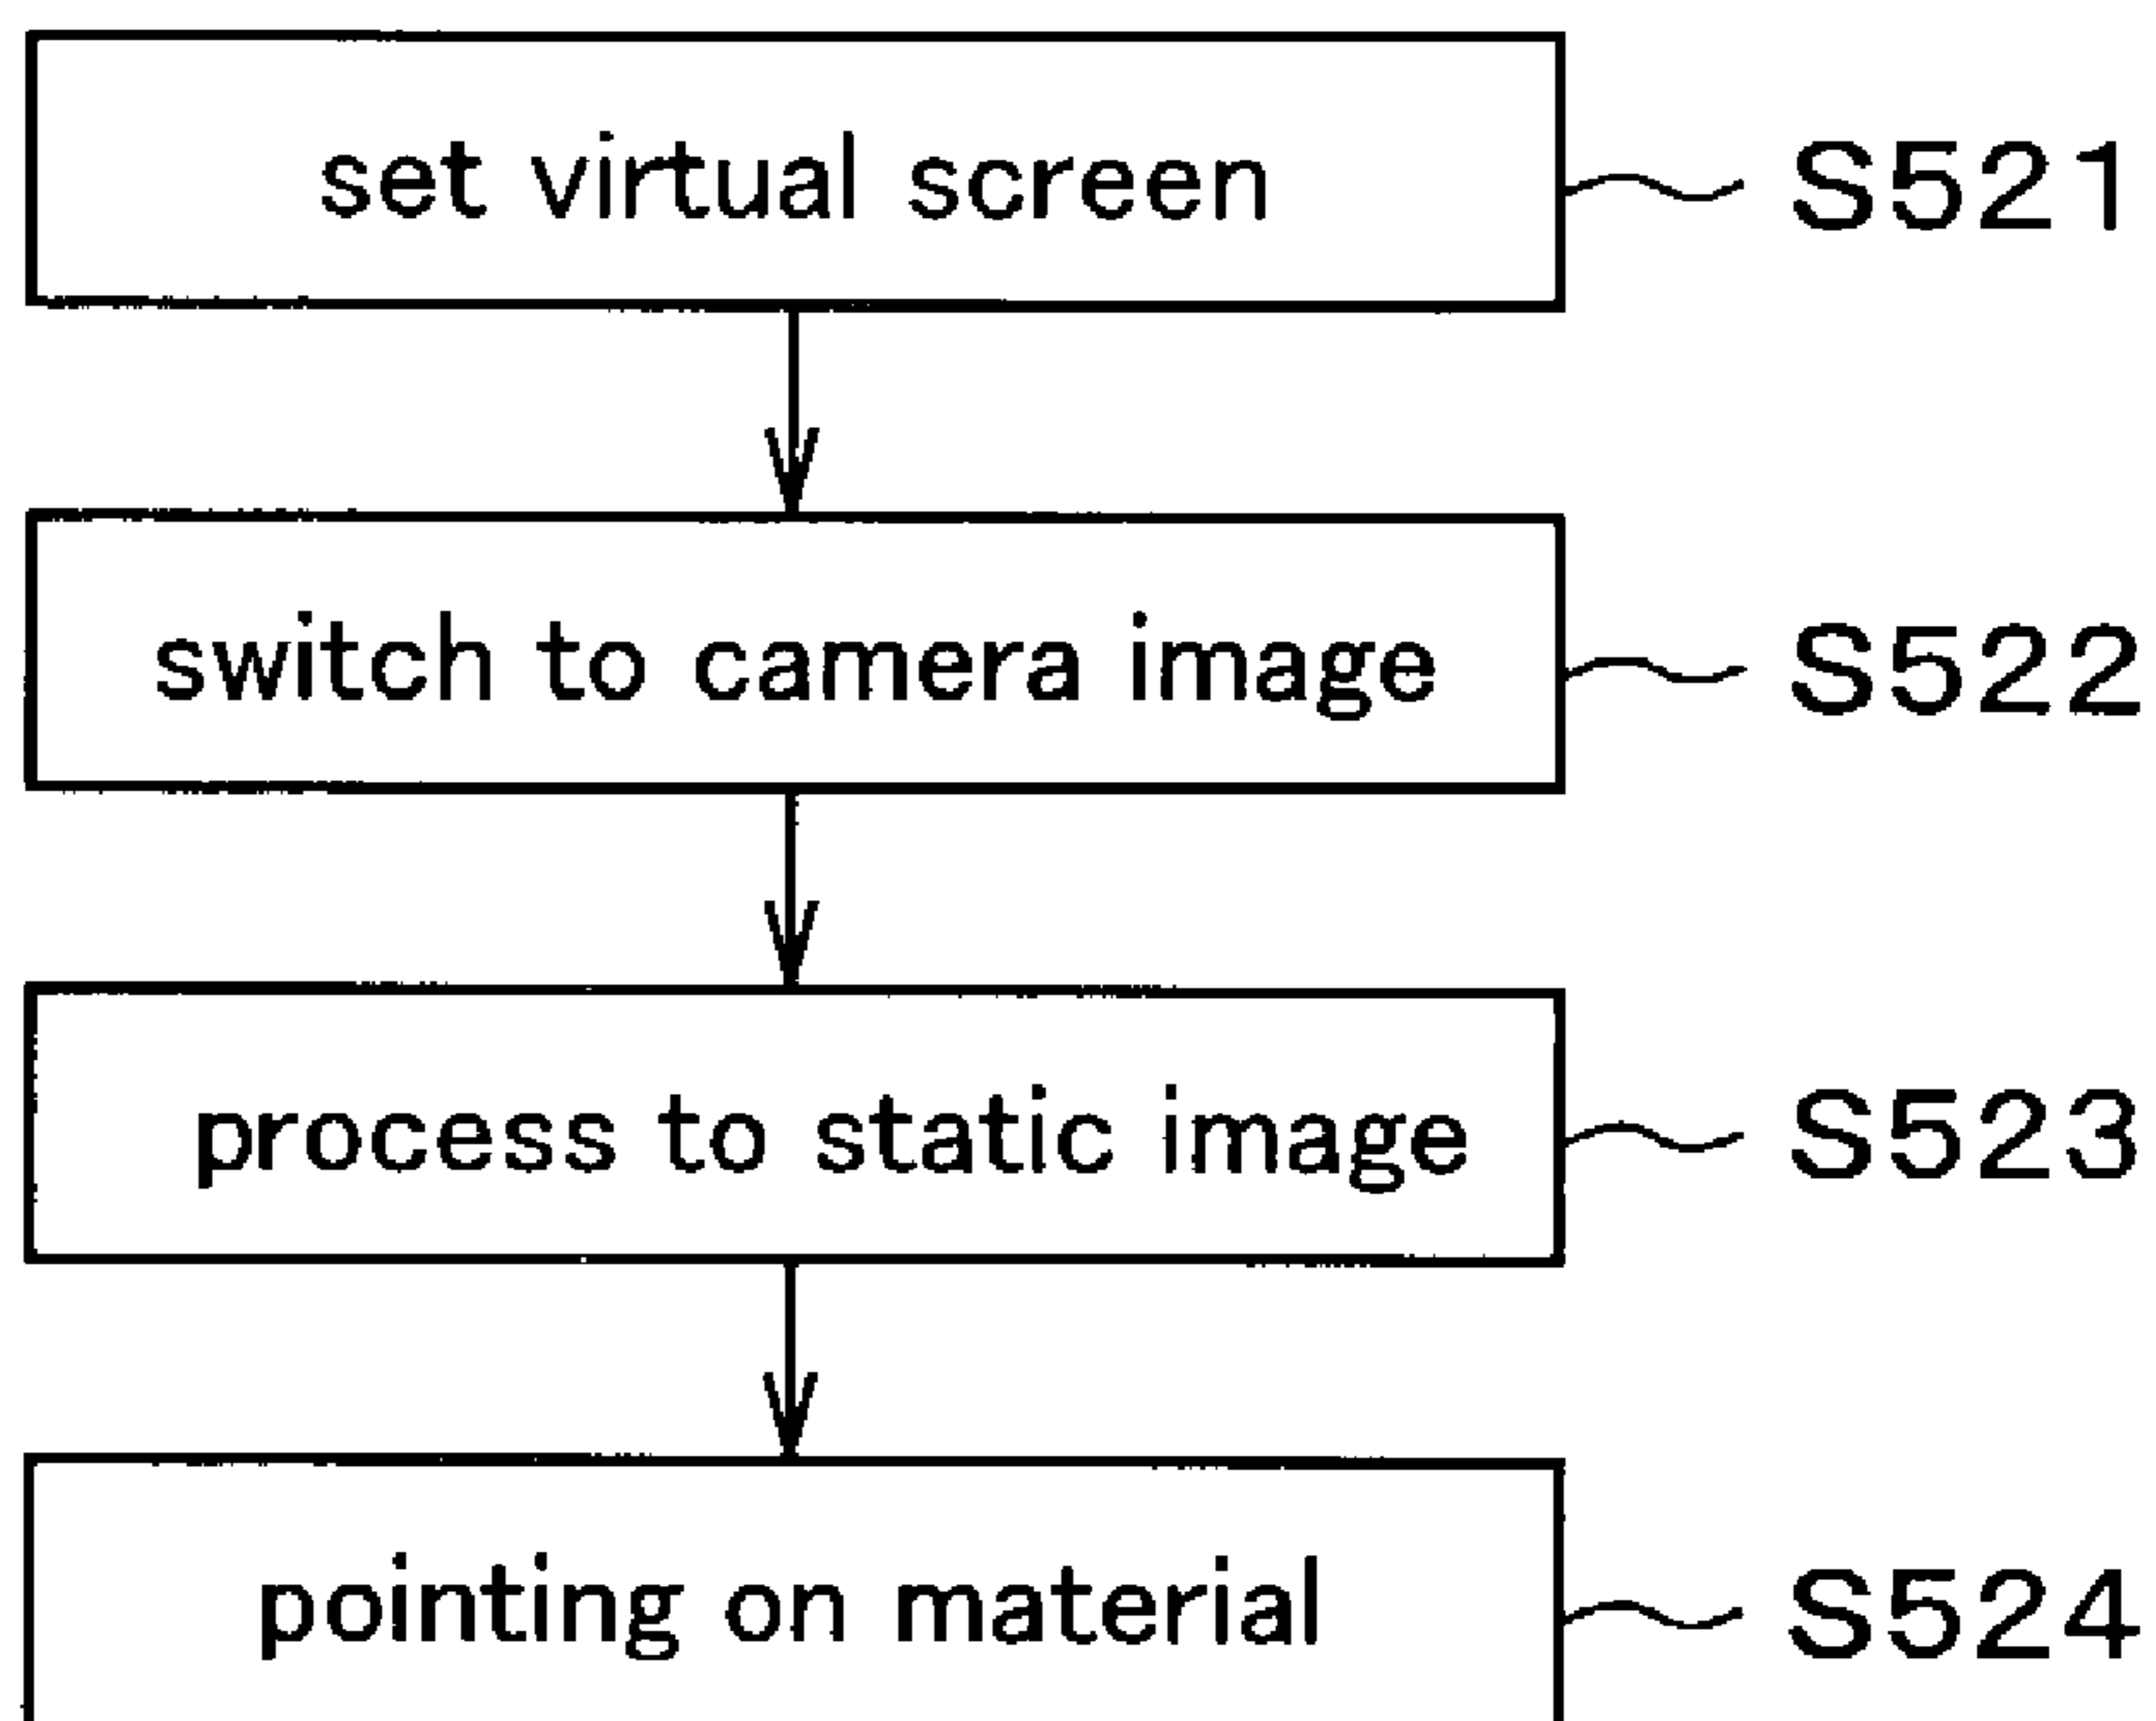 set virtual screen S521
switch to camera image S522
process to static image S523
pointing on material S524